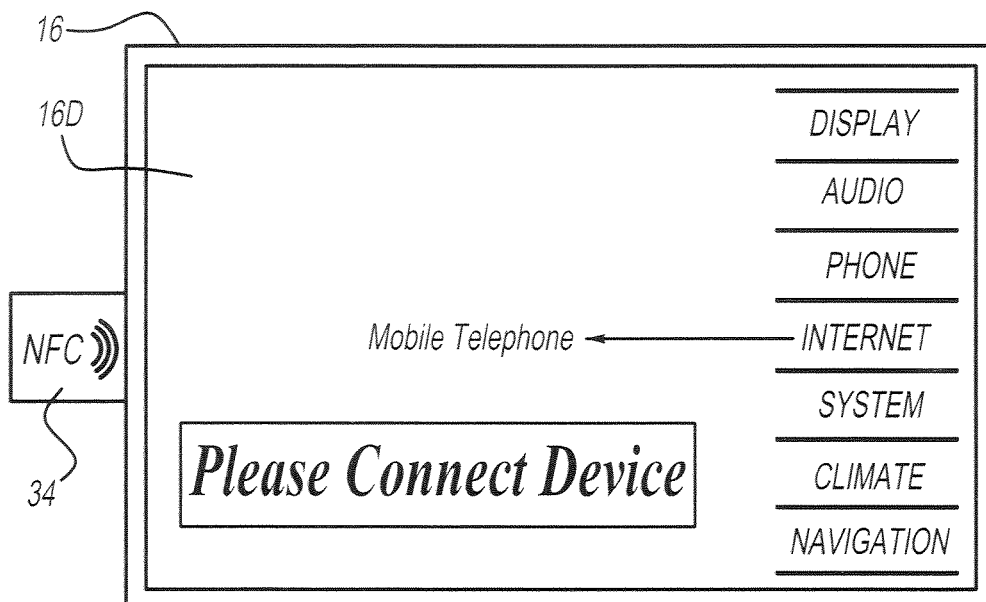 16
16D
DISPLAY
AUDIO
PHONE
NFC
Mobile Telephone
INTERNET
SYSTEM
Please Connect Device
CLIMATE
34
NAVIGATION